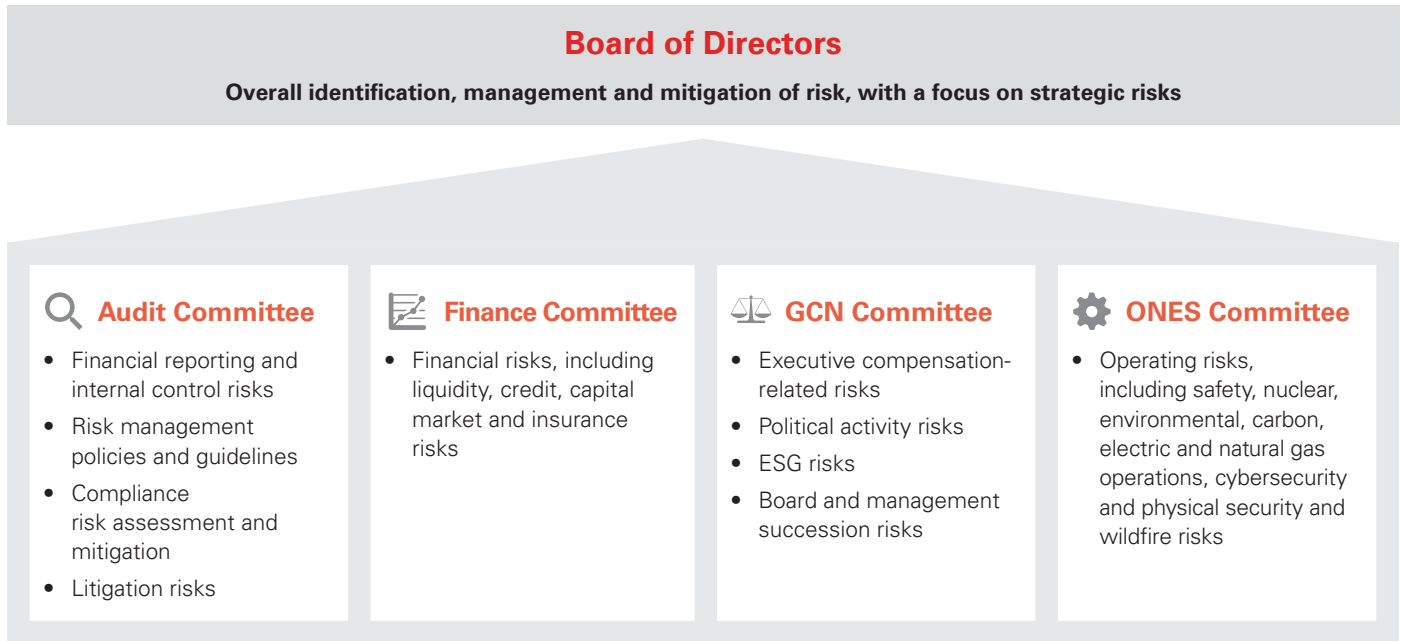 Board of Directors
Overall identification, management and mitigation of risk, with a focus on strategic risks
Audit Committee
• Financial reporting and
internal control risks
• Risk management
policies and guidelines
• Compliance
risk assessment and
mitigation
• Litigation risks
Finance Committee
• Financial risks, including
liquidity, credit, capital
market and insurance
risks
GCN Committee
• Executive compensation-
related risks
• Political activity risks
• ESG risks
• Board and management
succession risks
ONES Committee
• Operating risks,
including safety, nuclear,
environmental, carbon,
electric and natural gas
operations, cybersecurity
and physical security and
wildfire risks